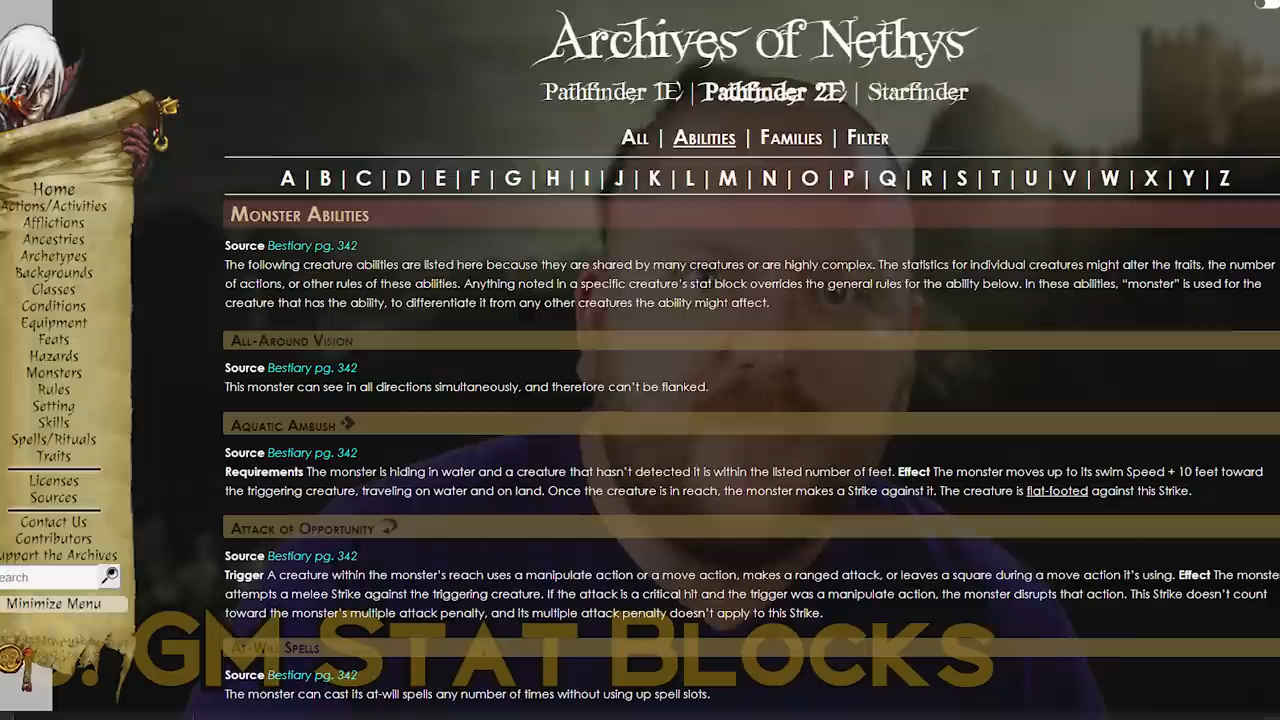 Archives of Nethys
Pathfinder 1E | Pathfinder 2E | Starfinder
All | Abilities | Families | Filter
A | B | C | D | E | F | G | H | I | J | K | L | M | N | O | P | Q | R | S | T | U | V | W | X | Y | Z
Home
Actions/Activities
Afflictions
Ancestries
Archetypes
Backgrounds
Classes
Conditions
Equipment
Feats
Hazards
Monsters
Rules
Setting
Skills
Spells/Rituals
Traits
Licenses
Sources
Contact Us
Contributors
upport the Archives
earch
Minimize Menu
Monster Abilities
Source Bestiary pg. 342
The following creature abilities are listed here because they are shared by many creatures or are highly complex. The statistics for individual creatures might alter the traits, the number
of actions, or other rules of these abilities. Anything noted in a specific creature's stat block overrides the general rules for the ability below. In these abilities, “monster” is used for the
creature that has the ability, to differentiate it from any other creatures the ability might affect.
All-Around Vision
Source Bestiary pg. 342
This monster can see in all directions simultaneously, and therefore can't be flanked.
Aquatic Ambush
Source Bestiary pg. 342
Requirements The monster is hiding in water and a creature that hasn't detected it is within the listed number of feet. Effect The monster moves up to its swim Speed + 10 feet toward
the triggering creature, traveling on water and on land. Once the creature is in reach, the monster makes a Strike against it. The creature is flat-footed against this Strike.
Attack of Opportunity
Source Bestiary pg. 342
Trigger A creature within the monster's reach uses a manipulate action or a move action, makes a ranged attack, or leaves a square during a move action it's using. Effect The monste
attempts a melee Strike against the triggering creature. If the attack is a critical hit and the trigger was a manipulate action, the monster disrupts that action. This Strike doesn't count
toward the monster's multiple attack penalty, and its multiple attack penalty doesn't apply to this Strike.
At-Will Spells
Source Bestiary pg. 342
The monster can cast its at-will spells any number of times without using up spell slots.
. GM Stat Blocks